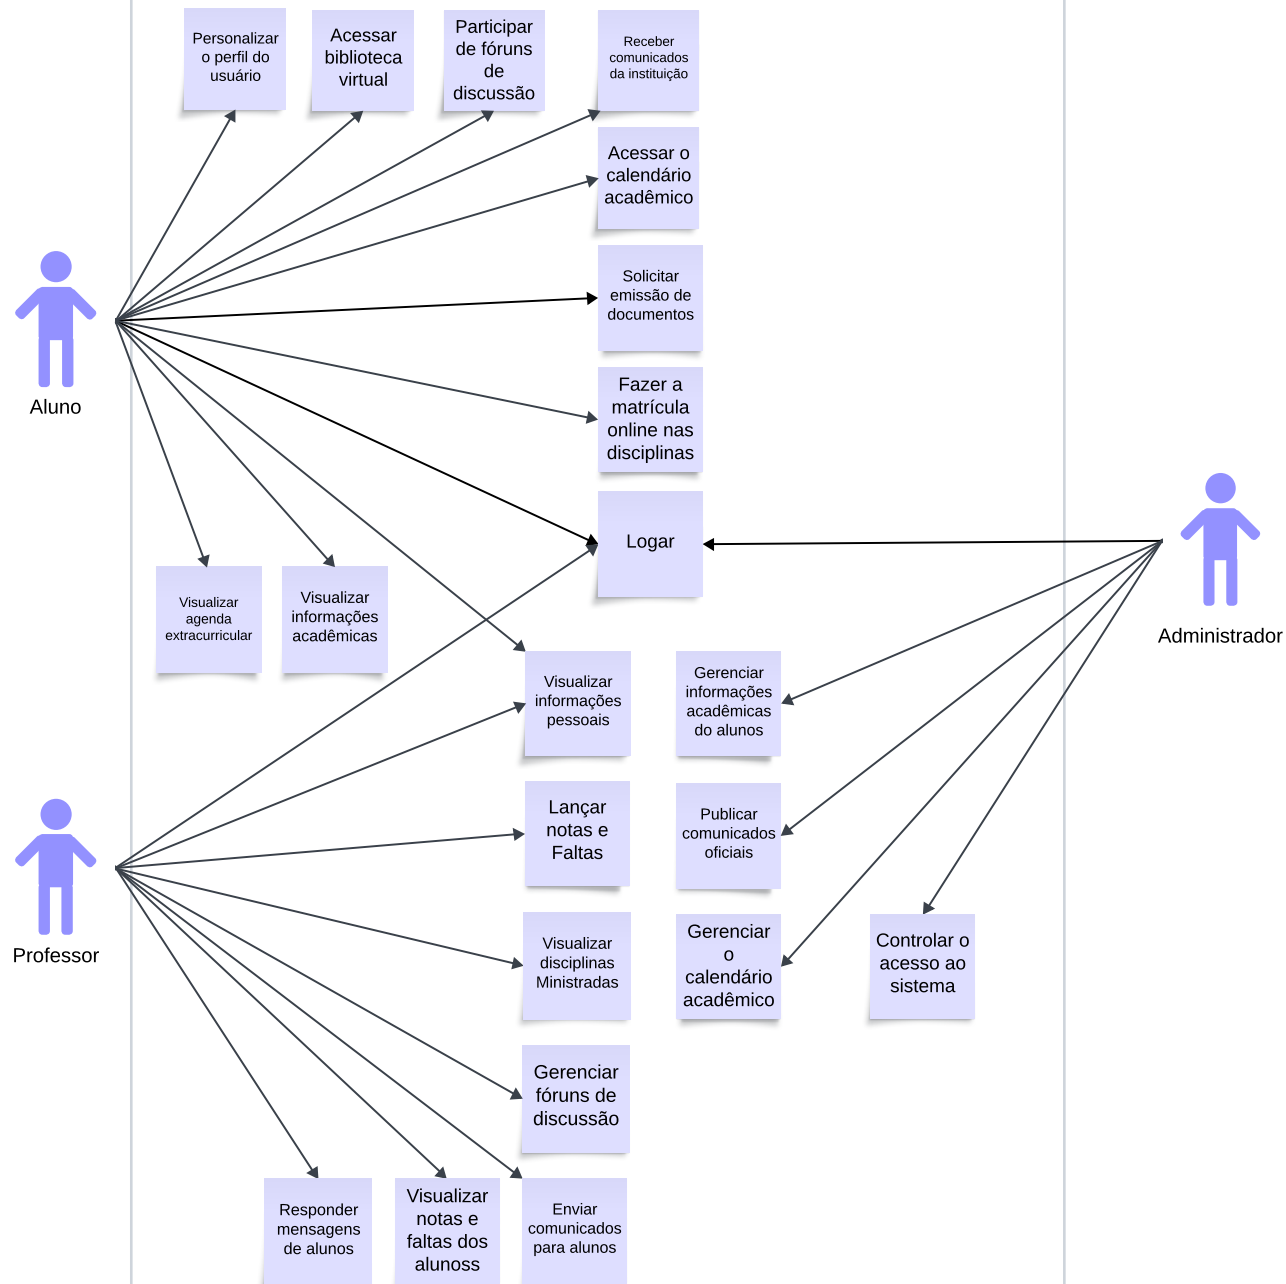 Personalizar
o perfil do
usuário
Acessar
biblioteca
virtual
Participar
de fóruns
de
discussão
Receber
comunicados
da instituição
Acessar o
calendário
acadêmico
Solicitar
emissão de
documentos
Aluno
Fazer a
matrícula
online nas
disciplinas
Logar
Visualizar
agenda
extracurricular
Visualizar
informações
acadêmicas
Administrador
Visualizar
informações
pessoais
Gerenciar
informações
acadêmicas
do alunos
Lançar
notas e
Faltas
Publicar
comunicados
oficiais
Professor
Visualizar
disciplinas
Ministradas
Gerenciar
o
calendário
acadêmico
Controlar o
acesso ao
sistema
Gerenciar
fóruns de
discussão
Responder
mensagens
de alunos
Visualizar
notas e
faltas dos
alunoss
Enviar
comunicados
para alunos